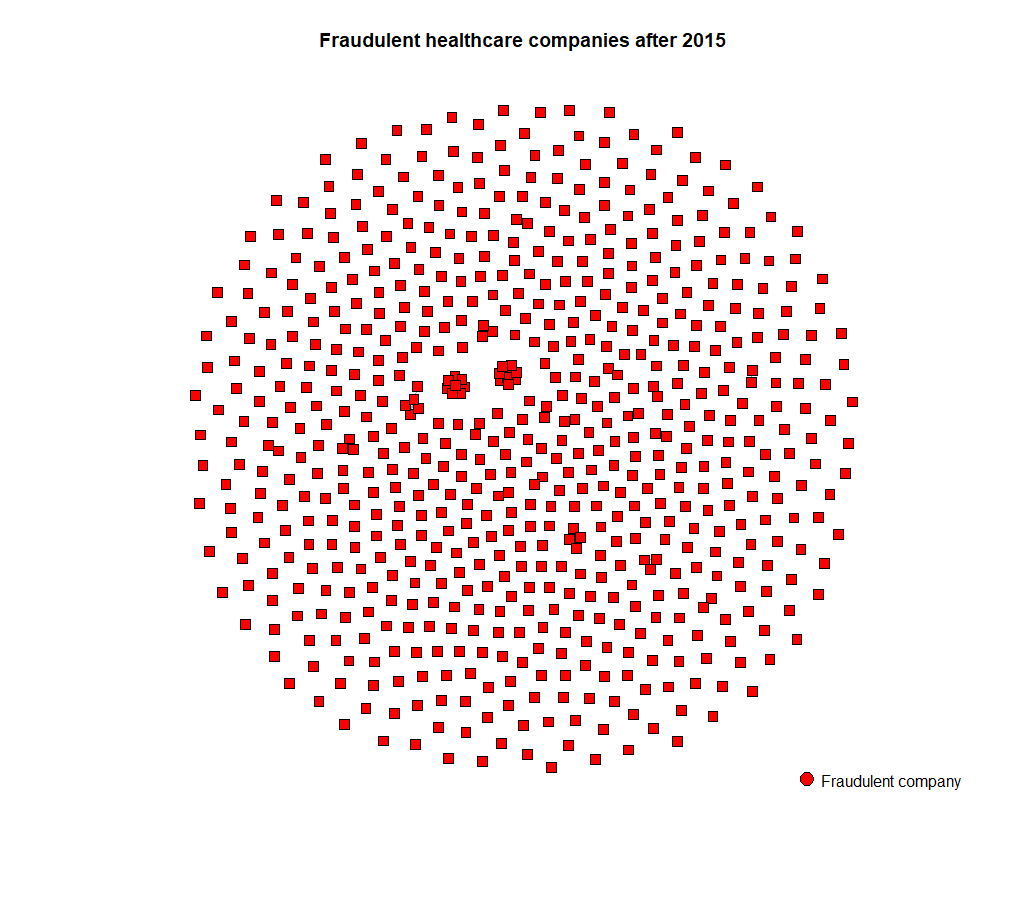 Fraudulent healthcare companies after 2015
Fraudulent company